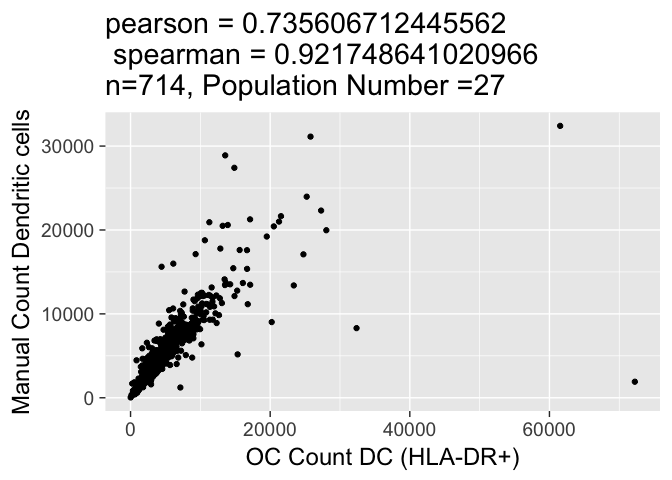 pearson = 0.735606712445562
spearman = 0.921748641020966
n=714, Population Number =27
Manual Count Dendritic cells
30000
20000
10000
0
0 20000 40000 60000
OC Count DC (HLA-DR+)